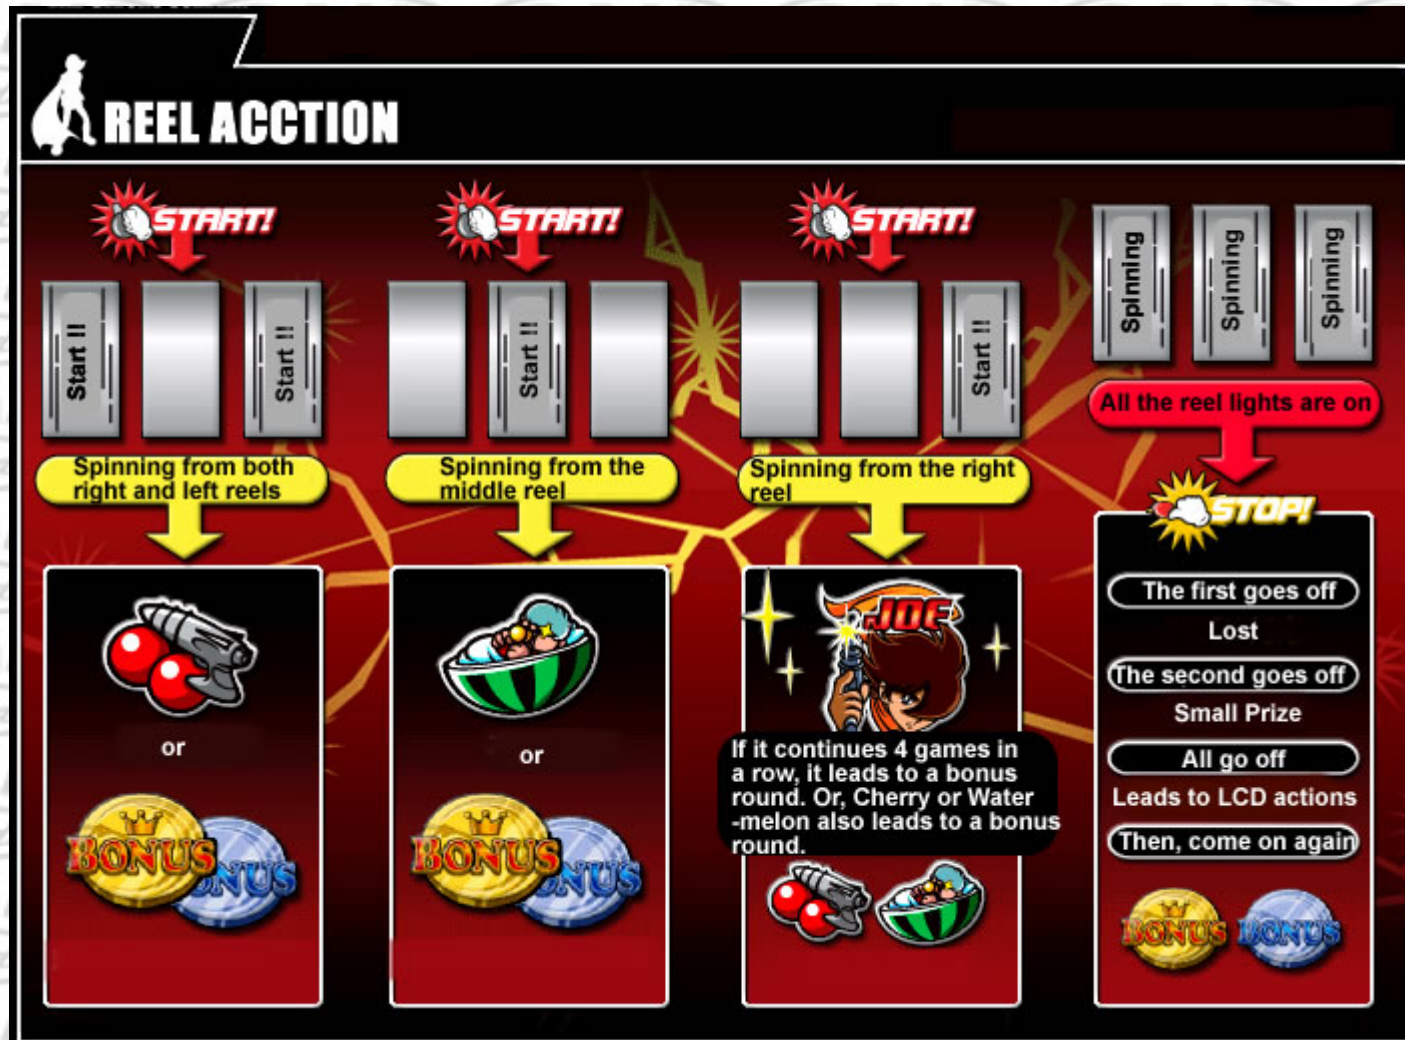 REEL ACCTION
START!
Start !!
Start !!
Spinning from both
right and left reels
or
BONUS
BONUS
START!
Start !!
Spinning from the
middle reel
or
BONUS
BONUS
START!
Start !!
Spinning from the right
reel
JOE
If it continues 4 games in
a row, it leads to a bonus
round. Or, Cherry or Water
-melon also leads to a bonus
round.
Spinning
Spinning
Spinning
All the reel lights are on
STOP!
The first goes off
Lost
The second goes off
Small Prize
All go off
Leads to LCD actions
Then, come on again
BONUS
BONUS